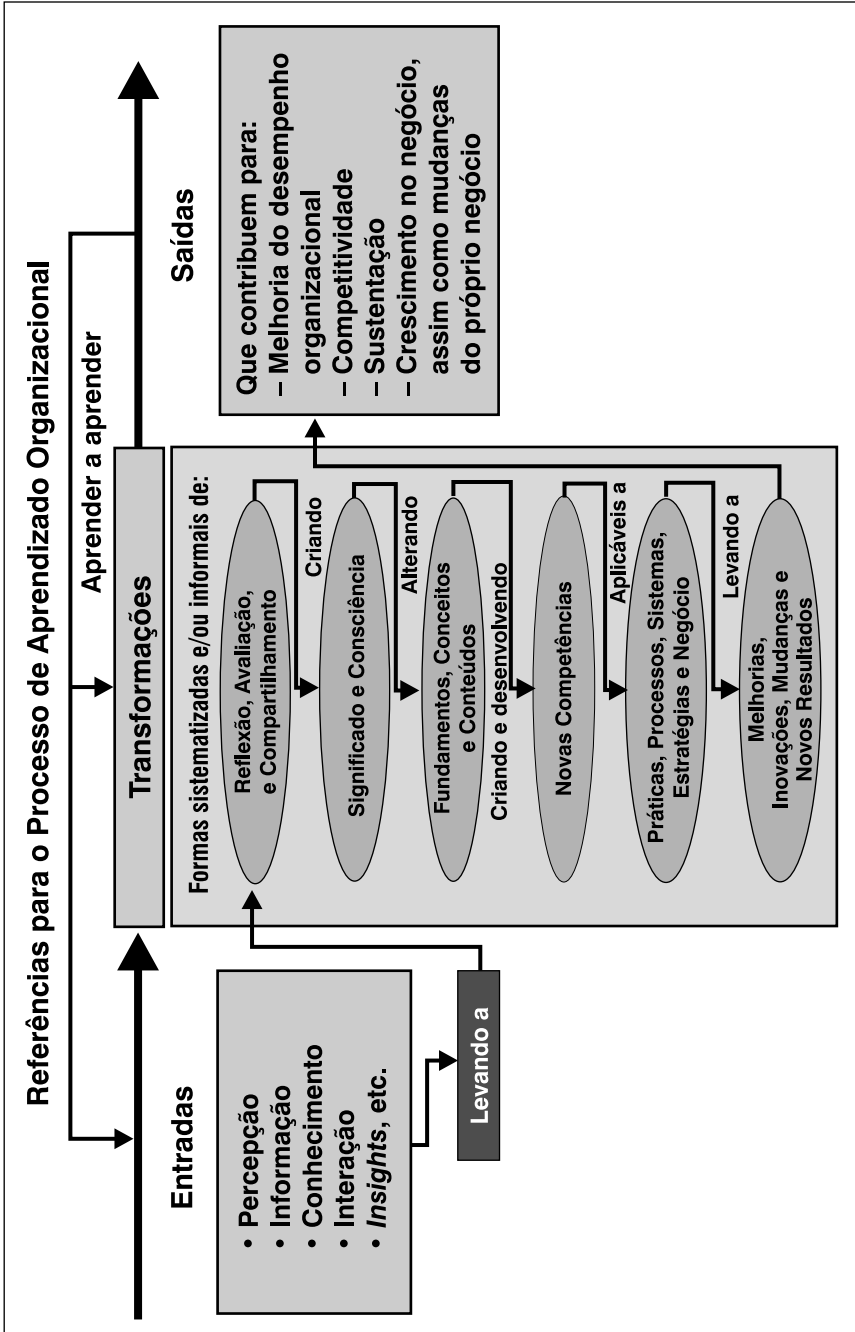 Referências para o Processo de Aprendizado Organizacional
Aprender a aprender
Entradas
Transformações
Saídas
• Percepção
• Informação
• Conhecimento
• Interação
• Insights, etc.
Levando a
Formas sistematizadas e/ou informais de:
Reflexão, Avaliação,
e Compartilhamento
Criando
Significado e Consciência
Alterando
Fundamentos, Conceitos
e Conteúdos
Criando e desenvolvendo
Novas Competências
Aplicáveis a
Práticas, Processos, Sistemas,
Estratégias e Negócio
Levando a
Melhorias,
Inovações, Mudanças e
Novos Resultados
Que contribuem para:
– Melhoria do desempenho
organizacional
– Competitividade
– Sustentação
– Crescimento no negócio,
assim como mudanças
do próprio negócio